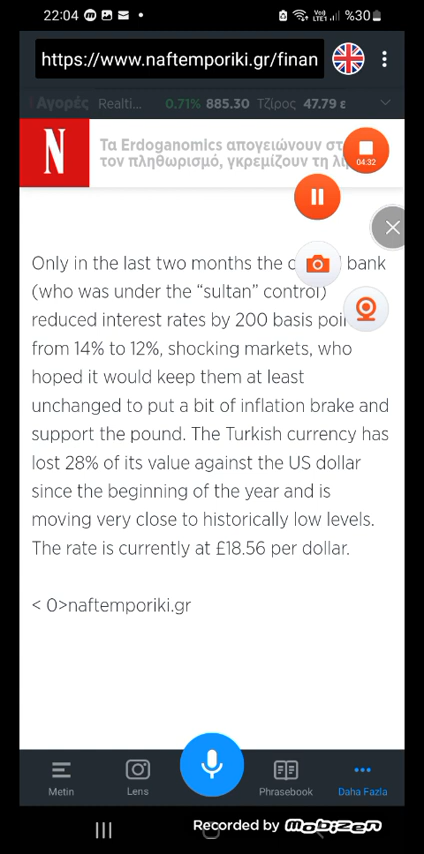 22:04
LTE1
%30
https://www.naftemporiki.gr/finan
Αγορές Realti... 0.71% 885.30 Τζίρος 47.79 ε
N
Τα Erdoganomics απογειώνουν στ
τον πληθωρισμό, γκρεμίζουν τη λί
04:32
Only in the last two months the c bank
(who was under the “sultan” control)
reduced interest rates by 200 basis poi
from 14% to 12%, shocking markets, who
hoped it would keep them at least
unchanged to put a bit of inflation brake and
support the pound. The Turkish currency has
lost 28% of its value against the US dollar
since the beginning of the year and is
moving very close to historically low levels.
The rate is currently at £18.56 per dollar.
< 0>naftemporiki.gr
Metin Lens Phrasebook Daha Fazla
Recorded by mobizen